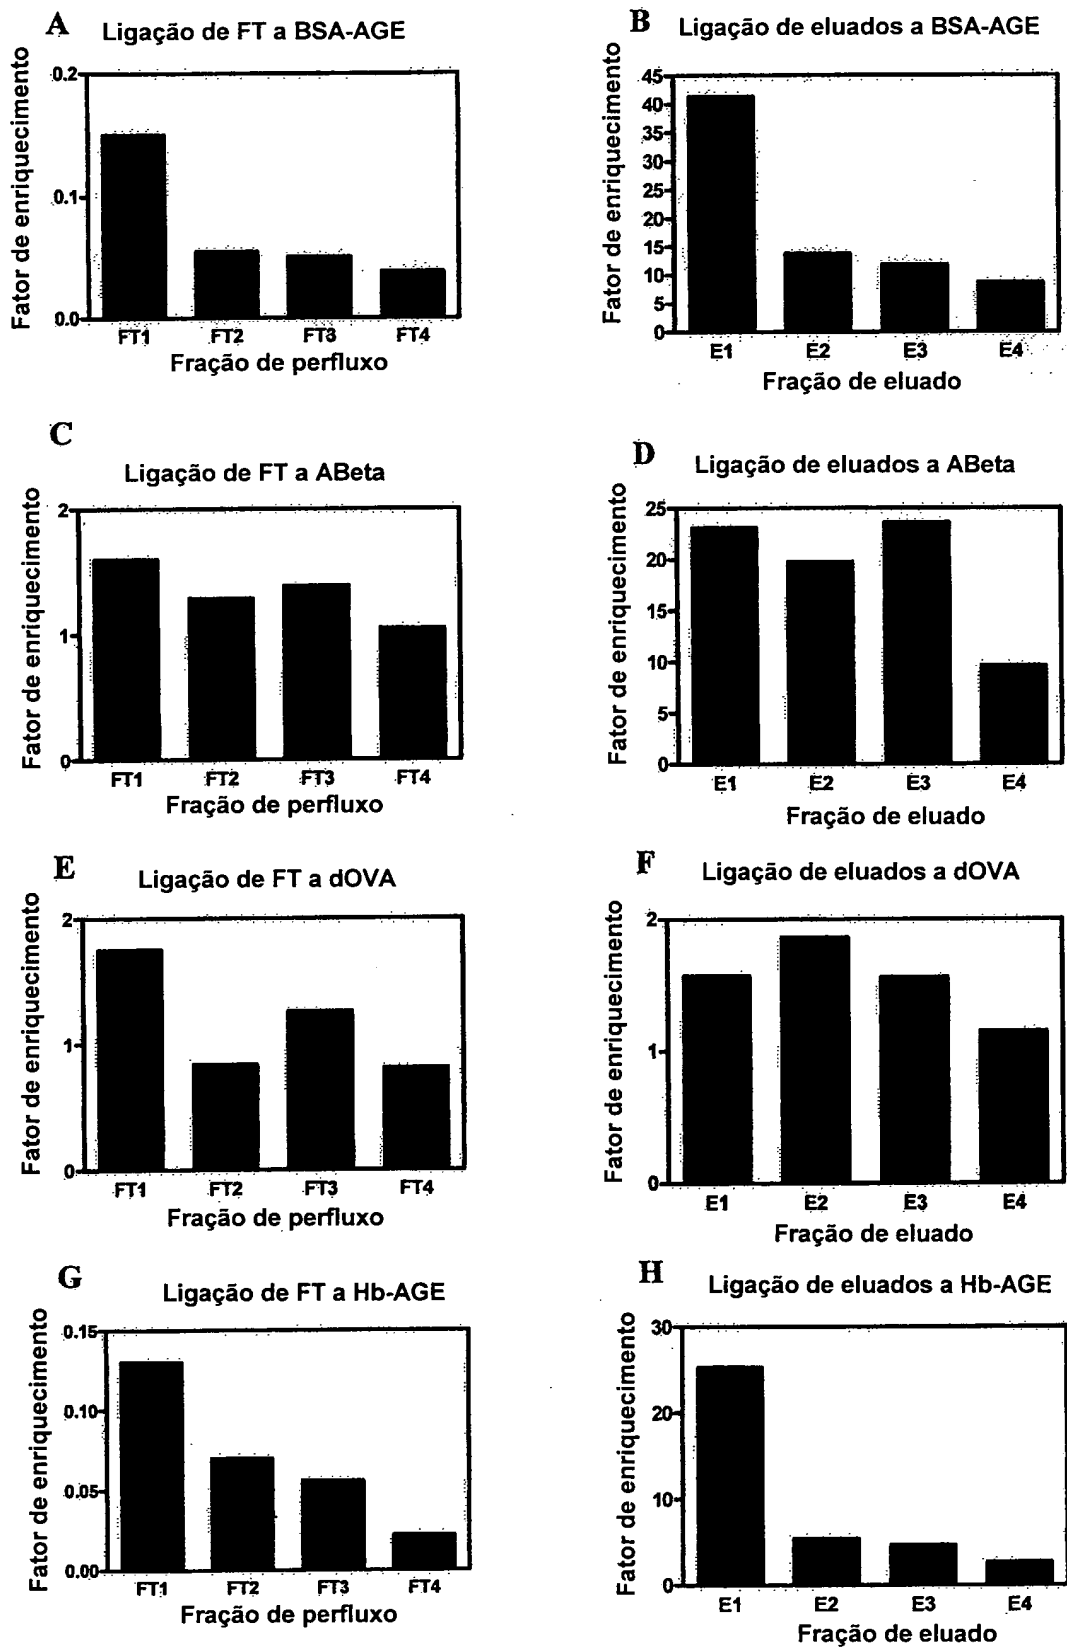 A
Ligação de FT a BSA-AGE
Fator de enriquecimento
0.2
0.1
0.0
FT1 FT2 FT3 FT4
Fração de perfluxo
B
Ligação de eluados a BSA-AGE
Fator de enriquecimento
45
40
35
30
25
20
15
10
5
0
E1 E2 E3 E4
Fração de eluado
C
Ligação de FT a ABeta
Fator de enriquecimento
2
1
0
FT1 FT2 FT3 FT4
Fração de perfluxo
D
Ligação de eluados a ABeta
Fator de enriquecimento
25
20
15
10
5
0
E1 E2 E3 E4
Fração de eluado
E
Ligação de FT a dOVA
Fator de enriquecimento
2
1
0
FT1 FT2 FT3 FT4
Fração de perfluxo
F
Ligação de eluados a dOVA
Fator de enriquecimento
2
1
0
E1 E2 E3 E4
Fração de eluado
G
Ligação de FT a Hb-AGE
Fator de enriquecimento
0.15
0.10
0.05
0.00
FT1 FT2 FT3 FT4
Fração de perfluxo
H
Ligação de eluados a Hb-AGE
Fator de enriquecimento
30
20
10
0
E1 E2 E3 E4
Fração de eluado